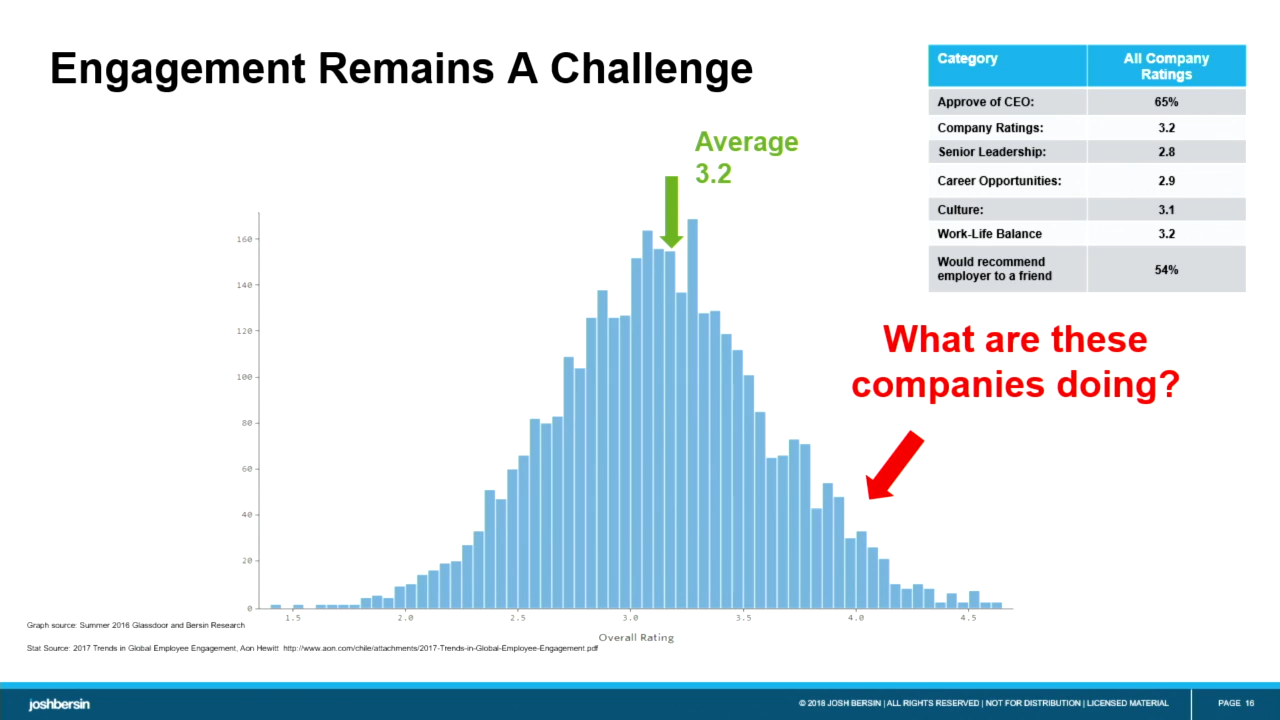 Engagement Remains A Challenge
Category All Company
Ratings
Approve of CEO: 65%
Company Ratings: 3.2
Senior Leadership: 2.8
Career Opportunities: 2.9
Culture: 3.1
Work-Life Balance 3.2
Would recommend
employer to a friend 54%
Average
3.2
What are these
companies doing?
160
140
120
100
80
60
40
20
0
1.5 2.0 2.5 3.0 3.5 4.0 4.5
Overall Rating
Graph source: Summer 2016 Glassdoor and Bersin Research
Stat Source: 2017 Trends in Global Employee Engagement, Aon Hewitt http://www.aon.com/chile/attachments/2017-Trends-in-Global-Employee-Engagement.pdf
joshbersin
© 2018 JOSH BERSIN | ALL RIGHTS RESERVED | NOT FOR DISTRIBUTION | LICENSED MATERIAL
PAGE 16